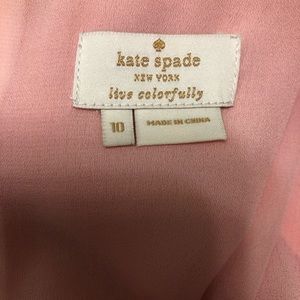 kate spade
NEW YORK
live colorfully
10
MADE IN CHINA